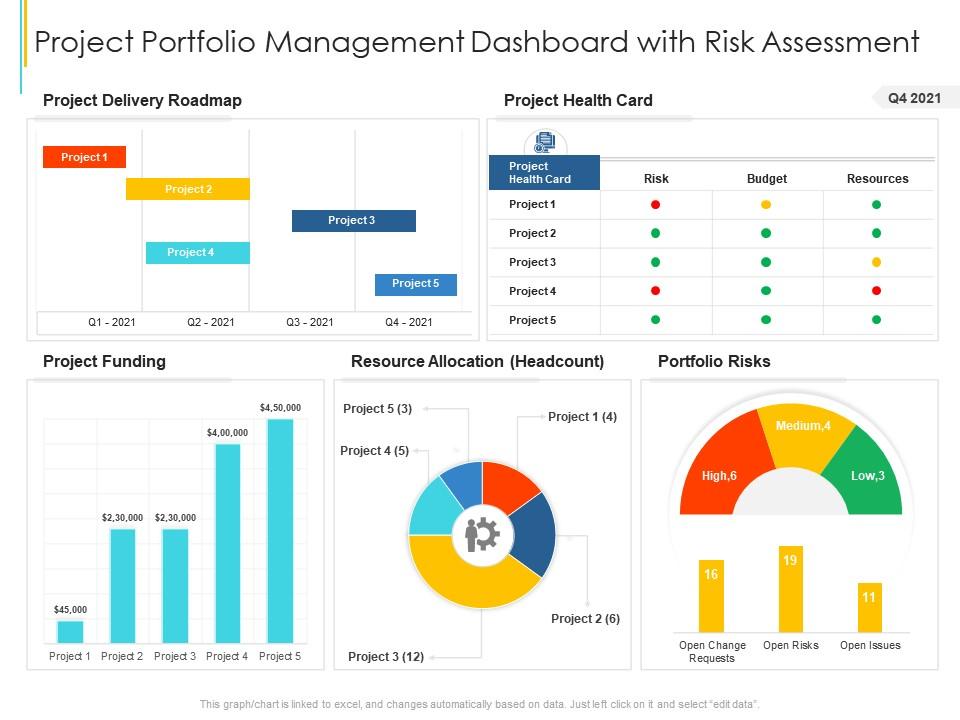 Project Portfolio Management Dashboard with Risk Assessment
Project Delivery Roadmap
Project 1
Project 2
Project 3
Project 4
Project 5
Q1 - 2021 Q2 - 2021 Q3 - 2021 Q4 - 2021
Project Health Card
Q4 2021
Project
Health Card
Risk Budget Resources
Project 1
Project 2
Project 3
Project 4
Project 5
Project Funding
$45,000
$2,30,000
$2,30,000
$4,00,000
$4,50,000
Project 1 Project 2 Project 3 Project 4 Project 5
Resource Allocation (Headcount)
Project 5 (3)
Project 1 (4)
Project 4 (5)
Project 2 (6)
Project 3 (12)
Portfolio Risks
Medium,4
High,6
Low,3
16
19
11
Open Change
Requests
Open Risks
Open Issues
This graph/chart is linked to excel, and changes automatically based on data. Just left click on it and select “edit data”.